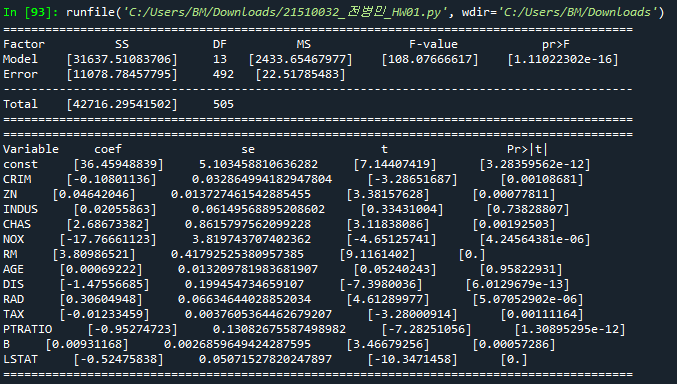 In [93]: runfile('C:/Users/BM/Downloads/21510032_전병민_HW01.py', wdir='C:/Users/BM/Downloads')
================================================================================
Factor SS DF MS F-value pr>F
Model [31637.51083706] 13 [2433.65467977] [108.07666617] [1.11022302e-16]
Error [11078.78457795] 492 [22.51785483]
--------------------------------------------------------------------------------
Total [42716.29541502] 505
================================================================================
================================================================================
Variable coef se t Pr>|t|
const [36.45948839] 5.103458810636282 [7.14407419] [3.28359562e-12]
CRIM [-0.10801136] 0.032864994182947804 [-3.28651687] [0.00108681]
ZN [0.04642046] 0.013727461542885455 [3.38157628] [0.00077811]
INDUS [0.02055863] 0.06149568895208602 [0.33431004] [0.73828807]
CHAS [2.68673382] 0.8615797562099228 [3.11838086] [0.00192503]
NOX [-17.76661123] 3.819743707402362 [-4.65125741] [4.24564381e-06]
RM [3.80986521] 0.41792525380957385 [9.1161402] [0.]
AGE [0.00069222] 0.013209781983681907 [0.05240243] [0.95822931]
DIS [-1.47556685] 0.199454734659107 [-7.3980036] [6.0129679e-13]
RAD [0.30604948] 0.06634644028852034 [4.61289977] [5.07052902e-06]
TAX [-0.01233459] 0.0037605364462679207 [-3.28000914] [0.00111164]
PTRATIO [-0.95274723] 0.13082675587498982 [-7.28251056] [1.30895295e-12]
B [0.00931168] 0.0026859649424287595 [3.46679256] [0.00057286]
LSTAT [-0.52475838] 0.05071527820247897 [-10.3471458] [0.]
================================================================================